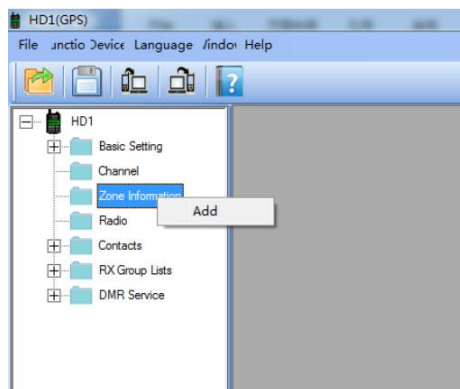 HD1(GPS)
File unctio Device Language Vindov Help
HD1
Basic Setting
Channel
Zone Information
Add
Radio
Contacts
RX Group Lists
DMR Service